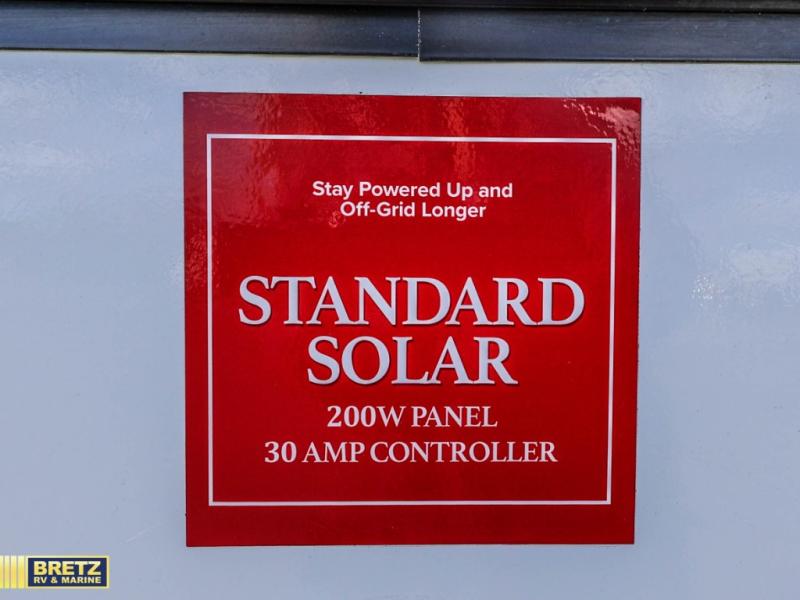 Stay Powered Up and
Off-Grid Longer
STANDARD
SOLAR
200W PANEL
30 AMP CONTROLLER
BRETZ
RV & MARINE